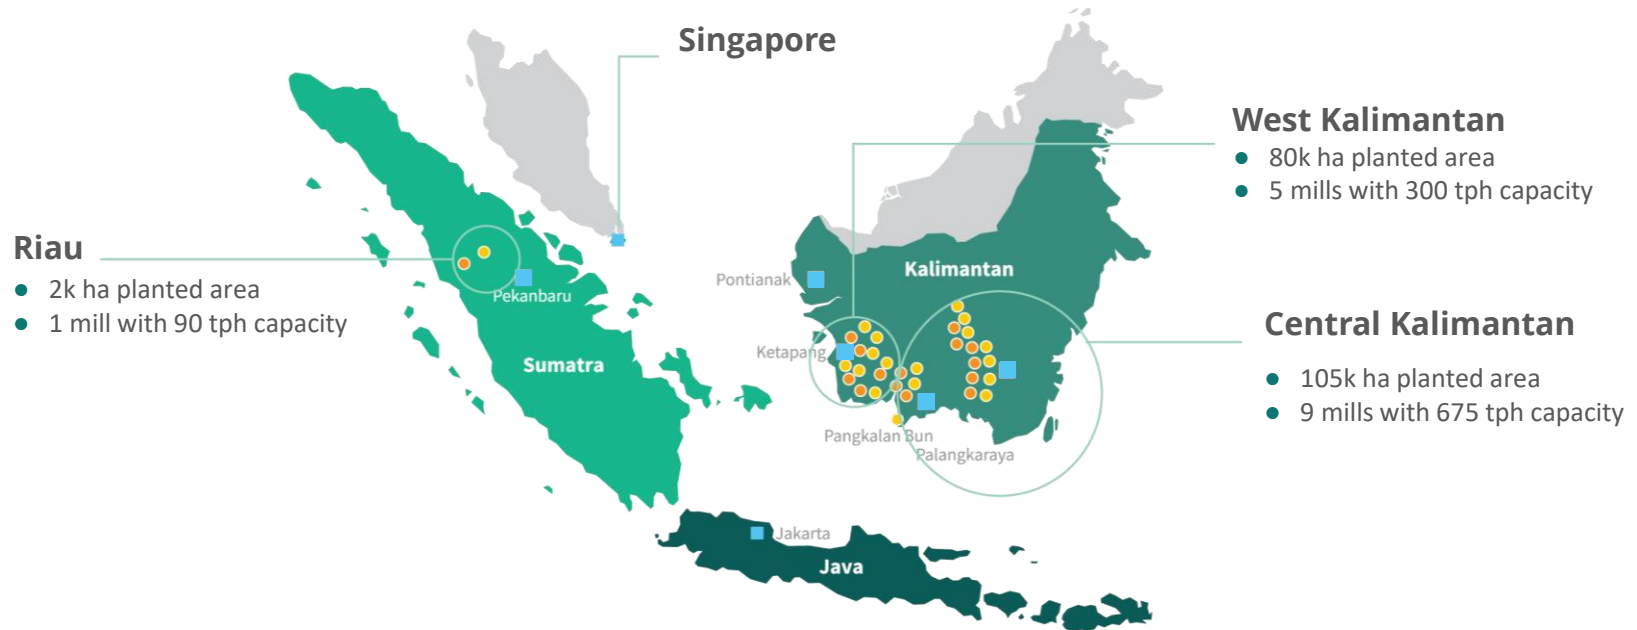 Singapore
West Kalimantan
● 80k ha planted area
● 5 mills with 300 tph capacity
Riau
● 2k ha planted area
● 1 mill with 90 tph capacity
Pekanbaru
Sumatra
Pontianak
Kalimantan
Ketapang
Pangkalan Bun
Palangkaraya
Central Kalimantan
● 105k ha planted area
● 9 mills with 675 tph capacity
Jakarta
Java